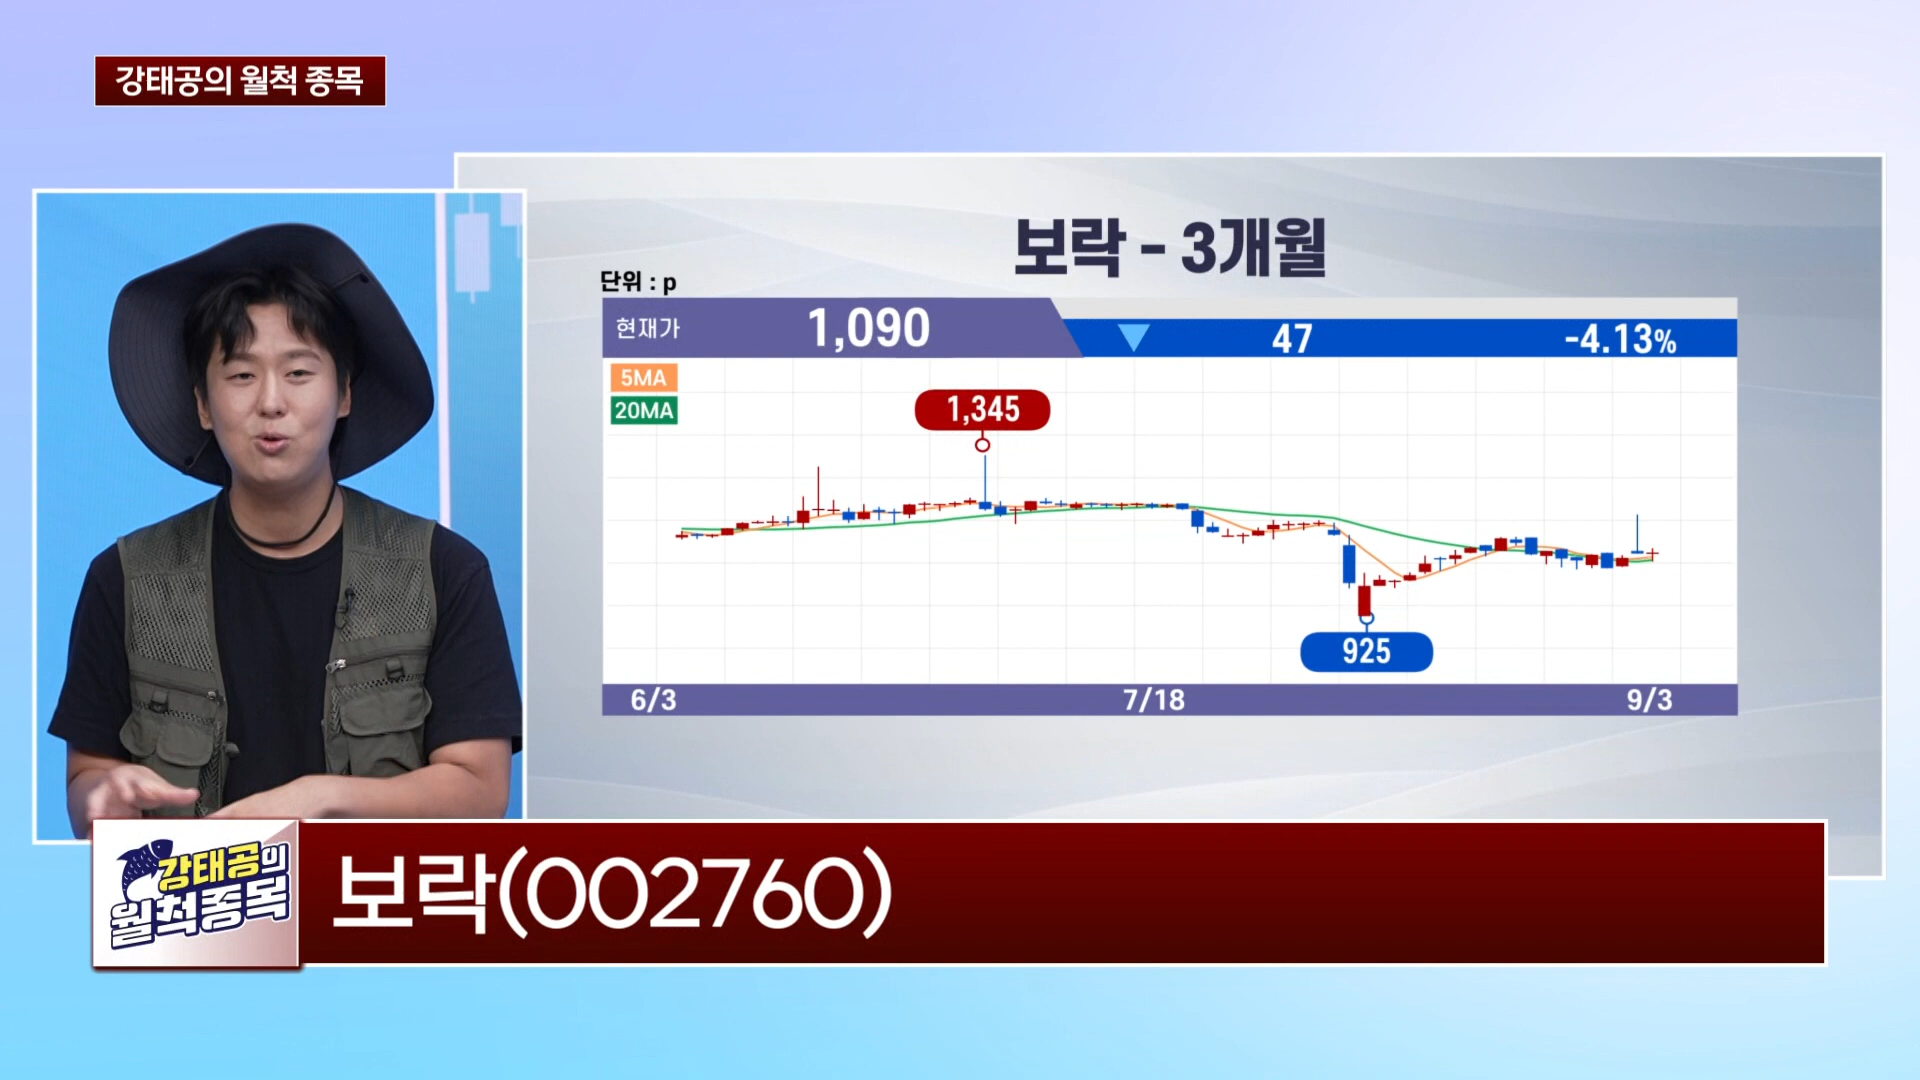 강태공의 월척 종목
보락 - 3개월
단위 : p
현재가 1,090 47 -4.13%
5MA
20MA
1,345
925
6/3 7/18 9/3
강태공의
월척종목
보락(002760)